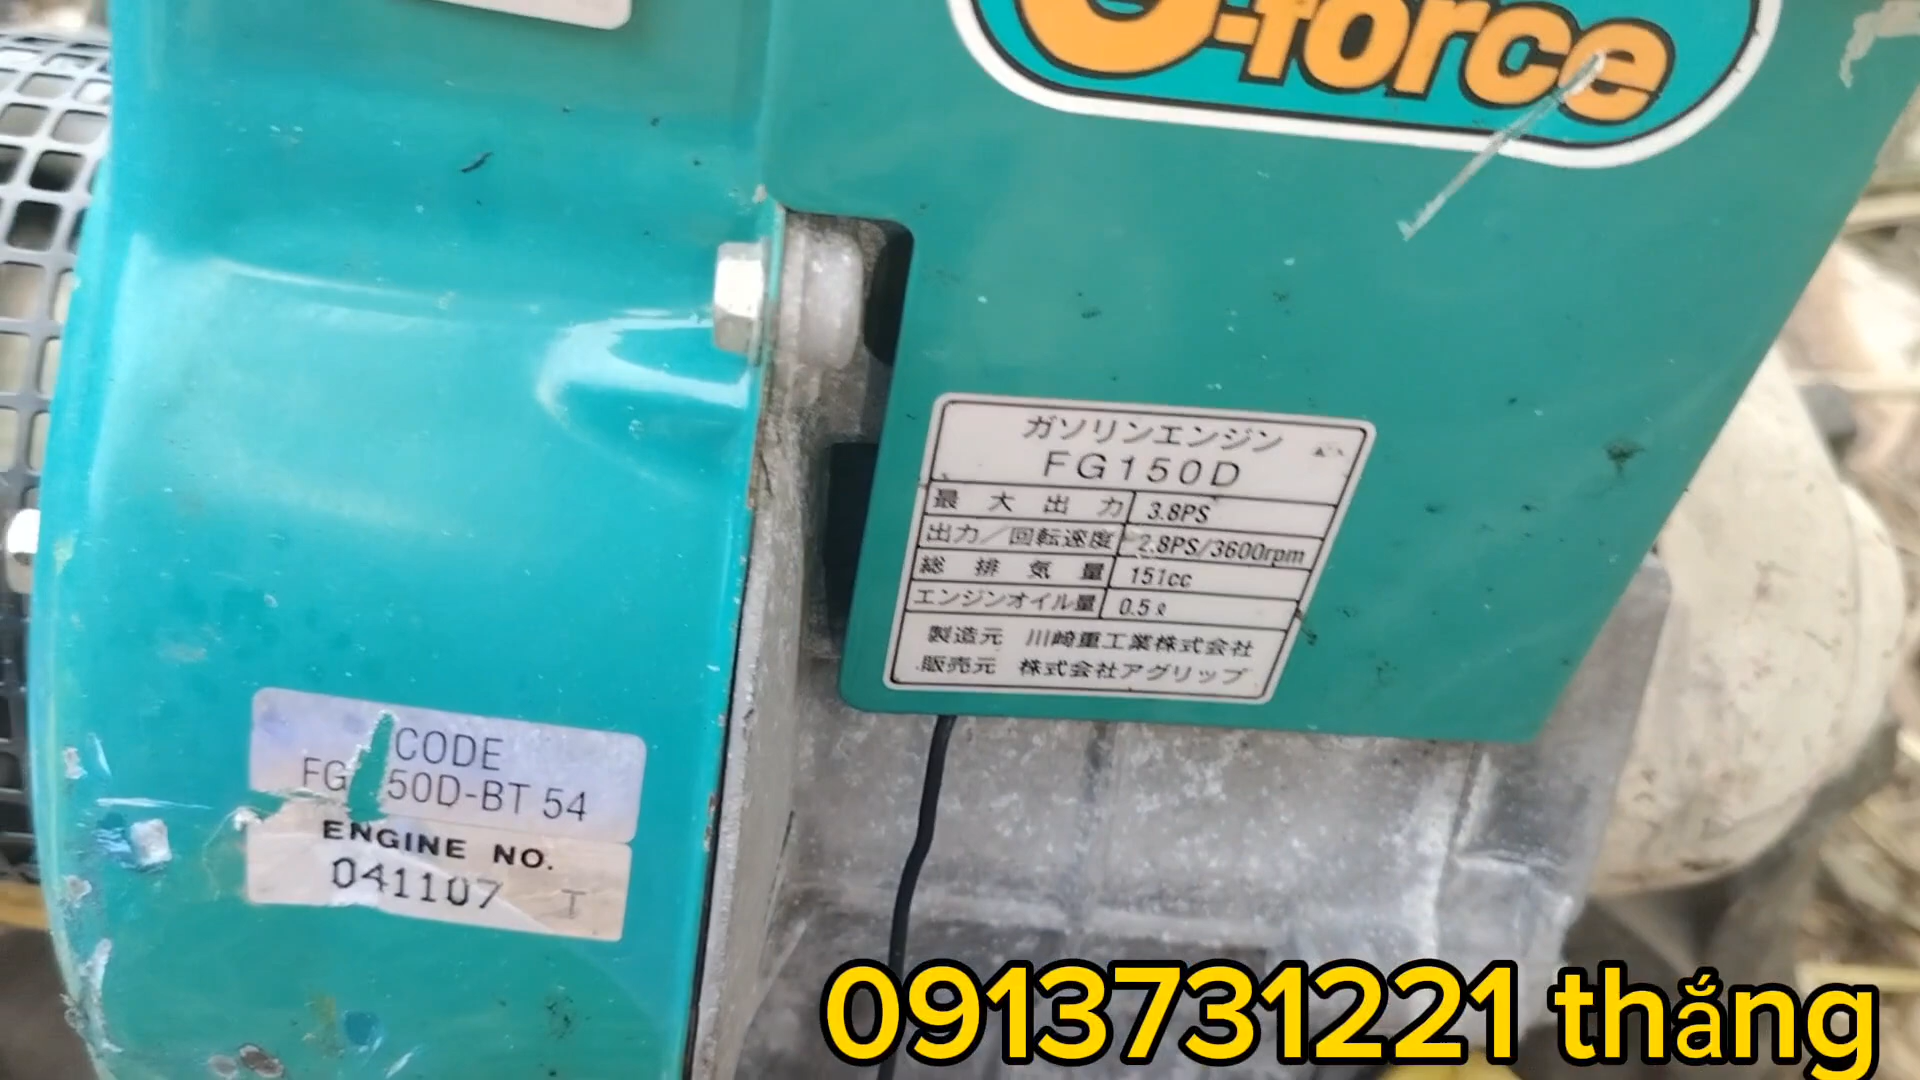 G-force
ガソリンエンジン
FG150D
最大出力 3.8PS
出力/回転速度 2.8PS/3600rpm
総排気量 151cc
エンジンオイル量 0.5ℓ
製造元 川崎重工業株式会社
販売元 株式会社アグリップ
CODE
FG 50D-BT 54
ENGINE NO.
041107 T
0913731221 thắng